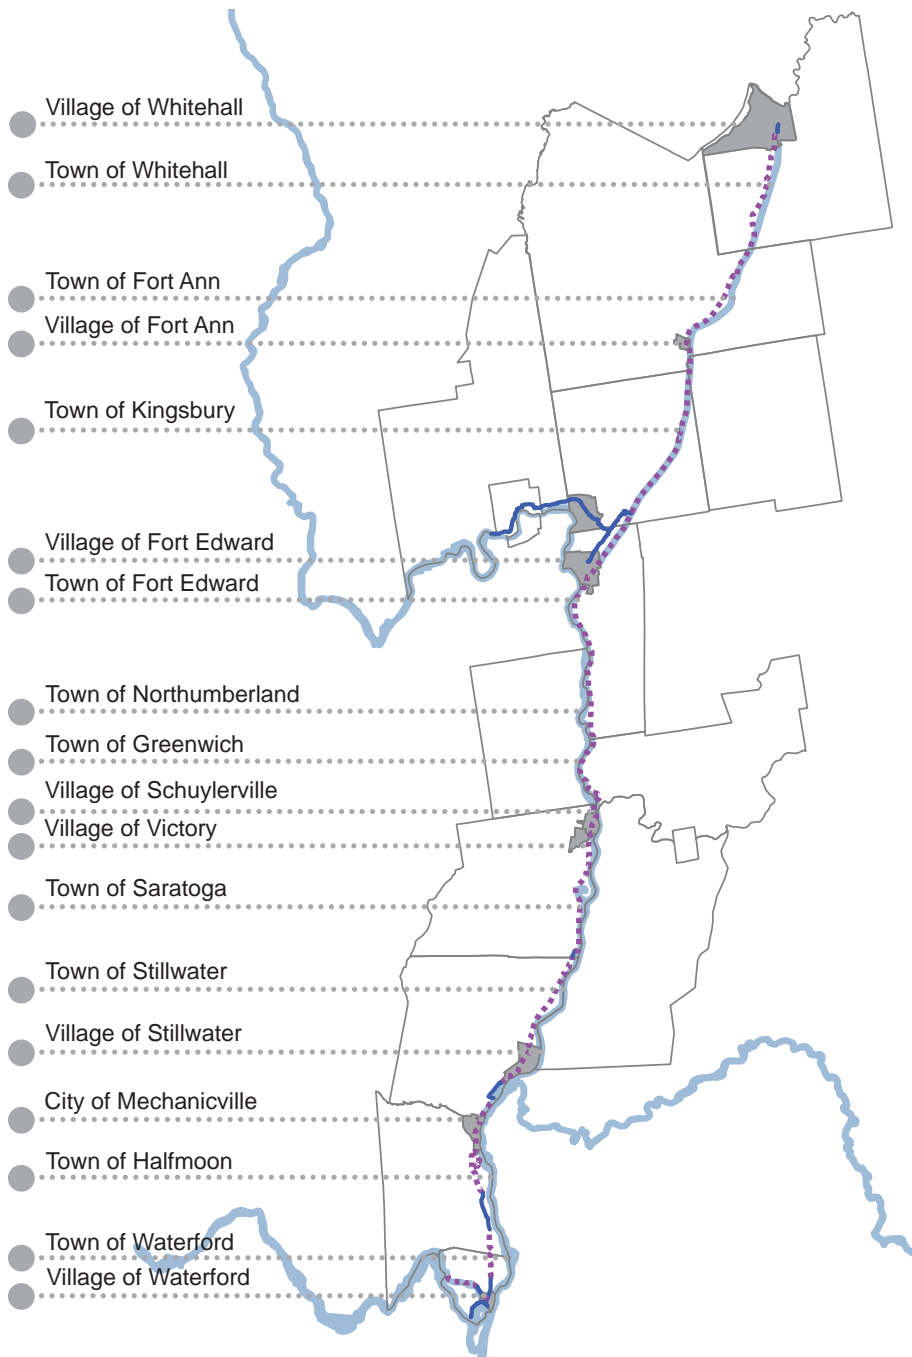 Village of Whitehall
Town of Whitehall
Town of Fort Ann
Village of Fort Ann
Town of Kingsbury
Village of Fort Edward
Town of Fort Edward
Town of Northumberland
Town of Greenwich
Village of Schuylerville
Village of Victory
Town of Saratoga
Town of Stillwater
Village of Stillwater
City of Mechanicville
Town of Halfmoon
Town of Waterford
Village of Waterford